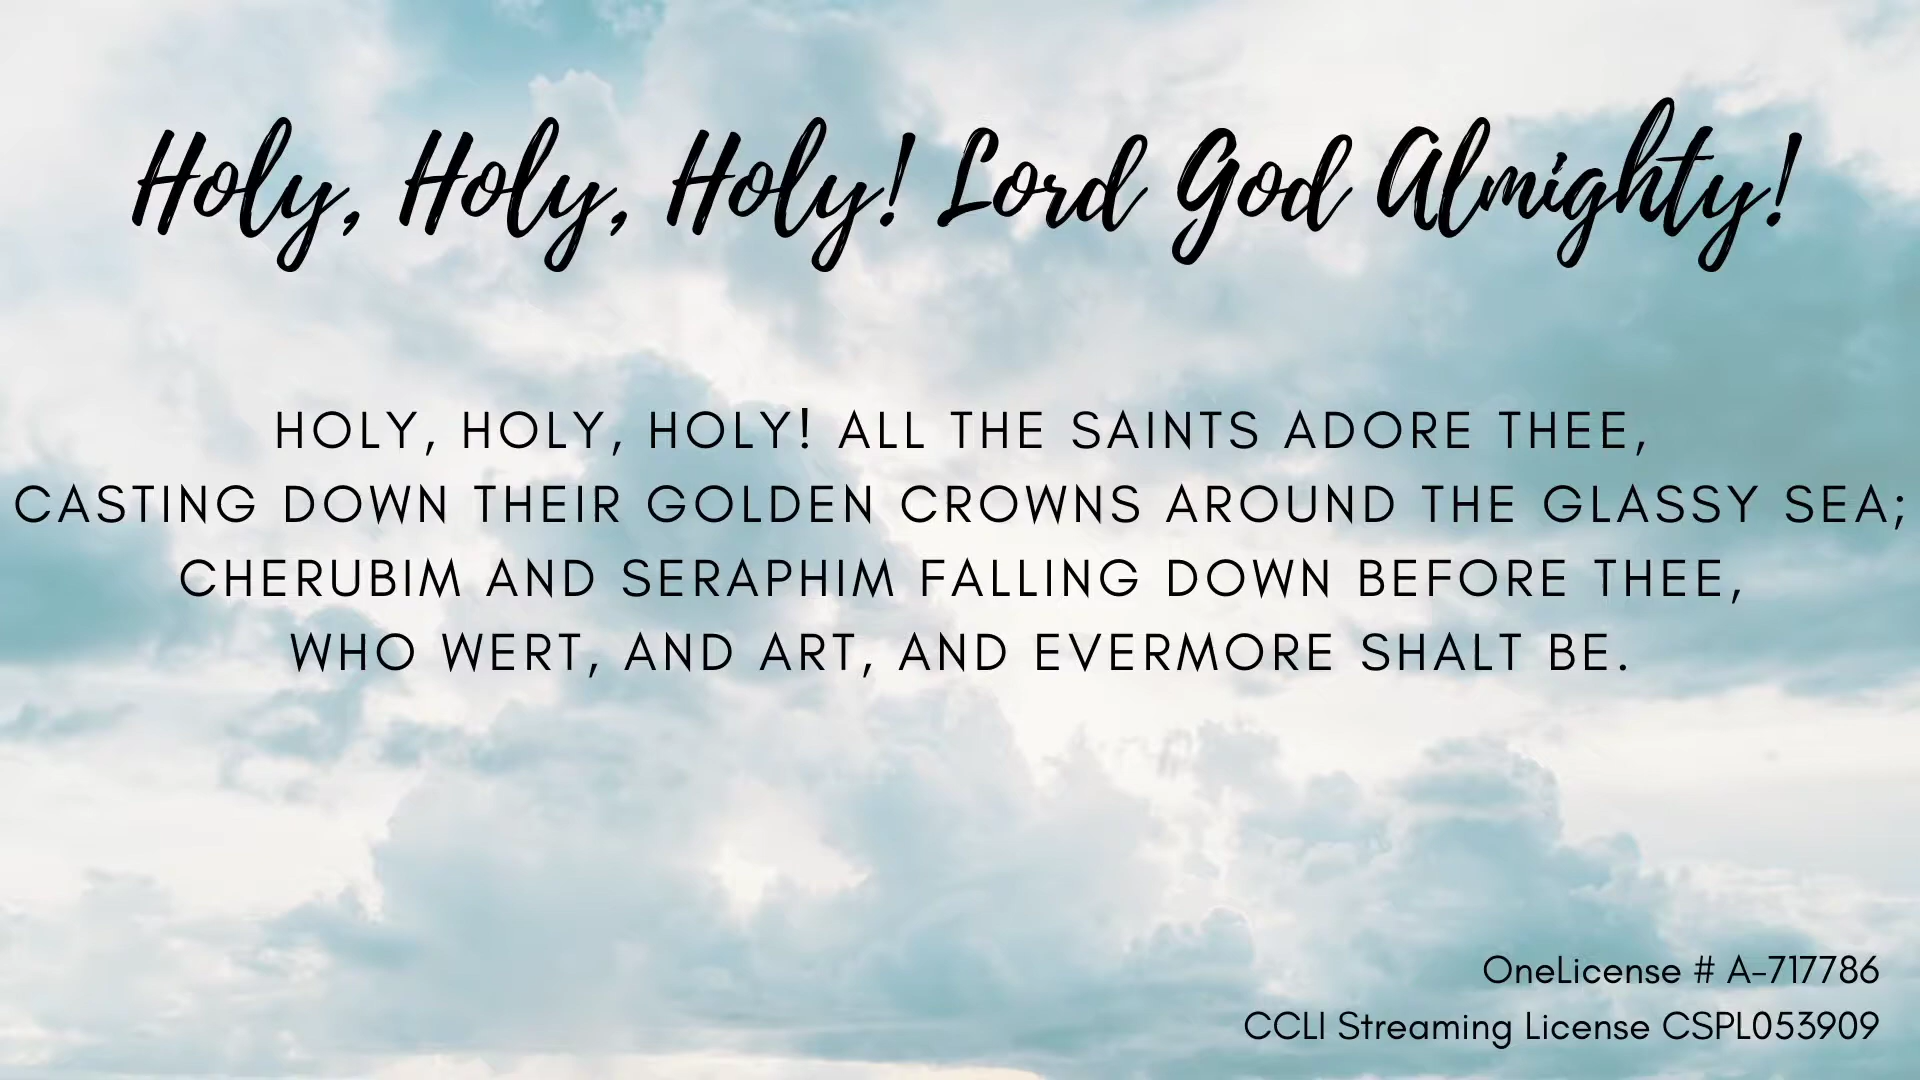 Holy, Holy, Holy! Lord God Almighty!
HOLY, HOLY, HOLY! ALL THE SAINTS ADORE THEE,
CASTING DOWN THEIR GOLDEN CROWNS AROUND THE GLASSY SEA;
CHERUBIM AND SERAPHIM FALLING DOWN BEFORE THEE,
WHO WERT, AND ART, AND EVERMORE SHALT BE.
OneLicense # A-717786
CCLI Streaming License CSPL053909